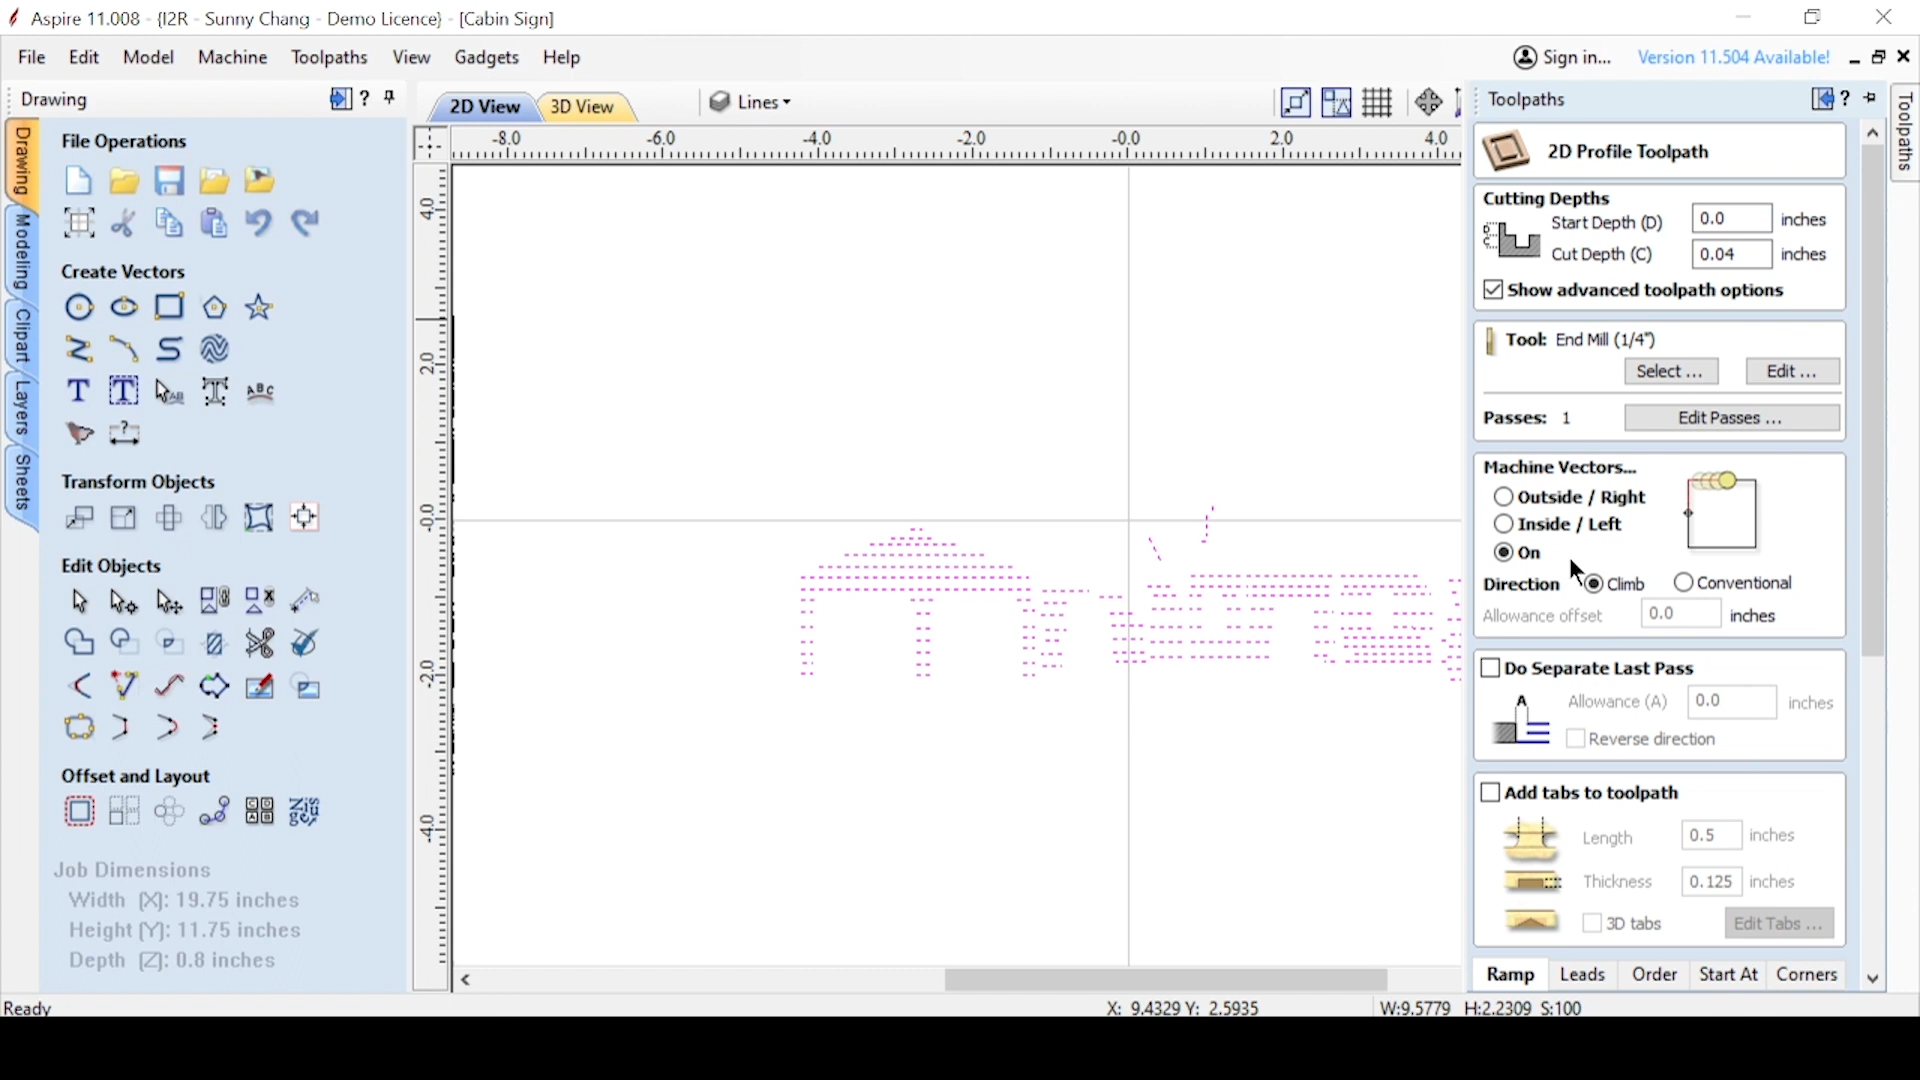 Aspire 11.008 - {I2R - Sunny Chang - Demo Licence} - [Cabin Sign]
File Edit Model Machine Toolpaths View Gadgets Help
Sign in... Version 11.504 Available!
Drawing
2D View 3D View Lines
Toolpaths
Toolpaths
Drawing
Modeling
Clipart
Layers
Sheets
File Operations
Create Vectors
Transform Objects
Edit Objects
Offset and Layout
Job Dimensions
Width (X): 19.75 inches
Height (Y): 11.75 inches
Depth (Z): 0.8 inches
-8.0 -6.0 -4.0 -2.0 -0.0 2.0 4.0
4.0
2.0
-0.0
-2.0
-4.0
2D Profile Toolpath
Cutting Depths
Start Depth (D) 0.0 inches
Cut Depth (C) 0.04 inches
Show advanced toolpath options
Tool: End Mill (1/4")
Select ... Edit ...
Passes: 1 Edit Passes ...
Machine Vectors...
Outside / Right
Inside / Left
On
Direction Climb Conventional
Allowance offset 0.0 inches
Do Separate Last Pass
Allowance (A) 0.0 inches
Reverse direction
Add tabs to toolpath
Length 0.5 inches
Thickness 0.125 inches
3D tabs Edit Tabs ...
Ramp Leads Order Start At Corners
Ready
X: 9.4329 Y: 2.5935
W:9.5779 H:2.2309 S:100